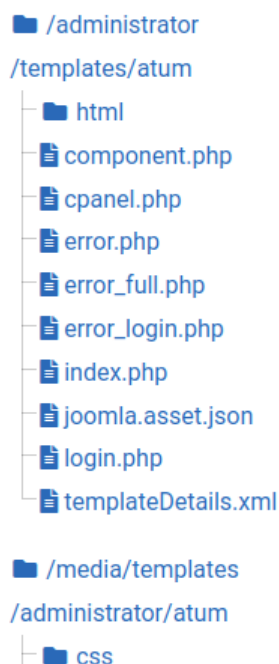 /administrator
/templates/atum
html
component.php
cpanel.php
error.php
error_full.php
error_login.php
index.php
joomla.asset.json
login.php
templateDetails.xml
/media/templates
/administrator/atum
css